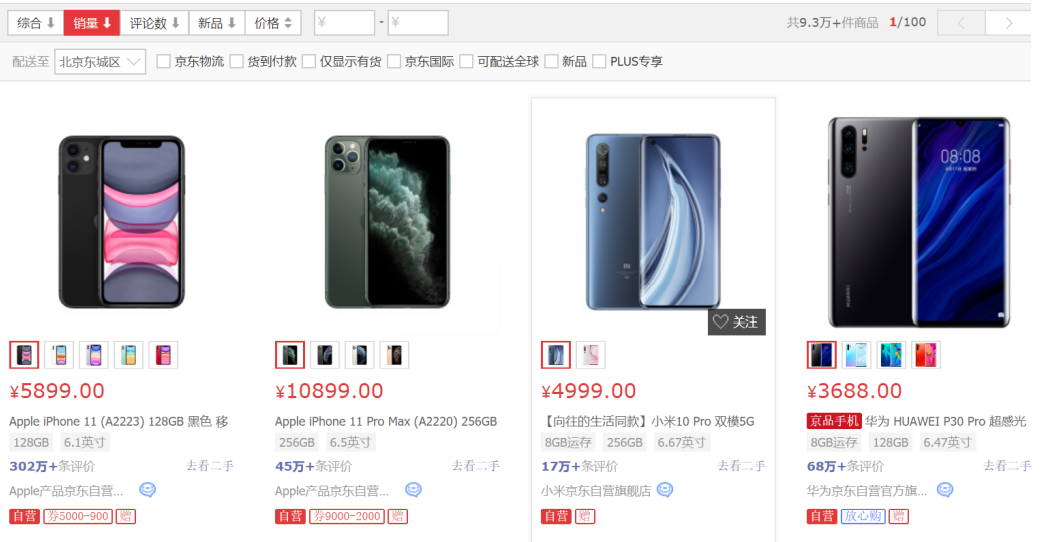 综合 销量 评论数 新品 价格 ¥ - ¥ 共9.3万+件商品 1/100 < >
配送至 北京东城区 京东物流 货到付款 仅显示有货 京东国际 可配送全球 新品 PLUS专享
08:08
关注
¥5899.00
Apple iPhone 11 (A2223) 128GB 黑色 移
128GB 6.1英寸
302万+条评价 去看二手
Apple产品京东自营...
自营 券5000-900 赠
¥10899.00
Apple iPhone 11 Pro Max (A2220) 256GB
256GB 6.5英寸
45万+条评价 去看二手
Apple产品京东自营...
自营 券9000-2000 赠
¥4999.00
【向往的生活同款】小米10 Pro 双模5G
8GB运存 256GB 6.67英寸
17万+条评价 去看二手
小米京东自营旗舰店
自营 赠
¥3688.00
京品手机 华为 HUAWEI P30 Pro 超感光
8GB运存 128GB 6.47英寸
68万+条评价 去看二手
华为京东自营官方旗...
自营 放心购 赠